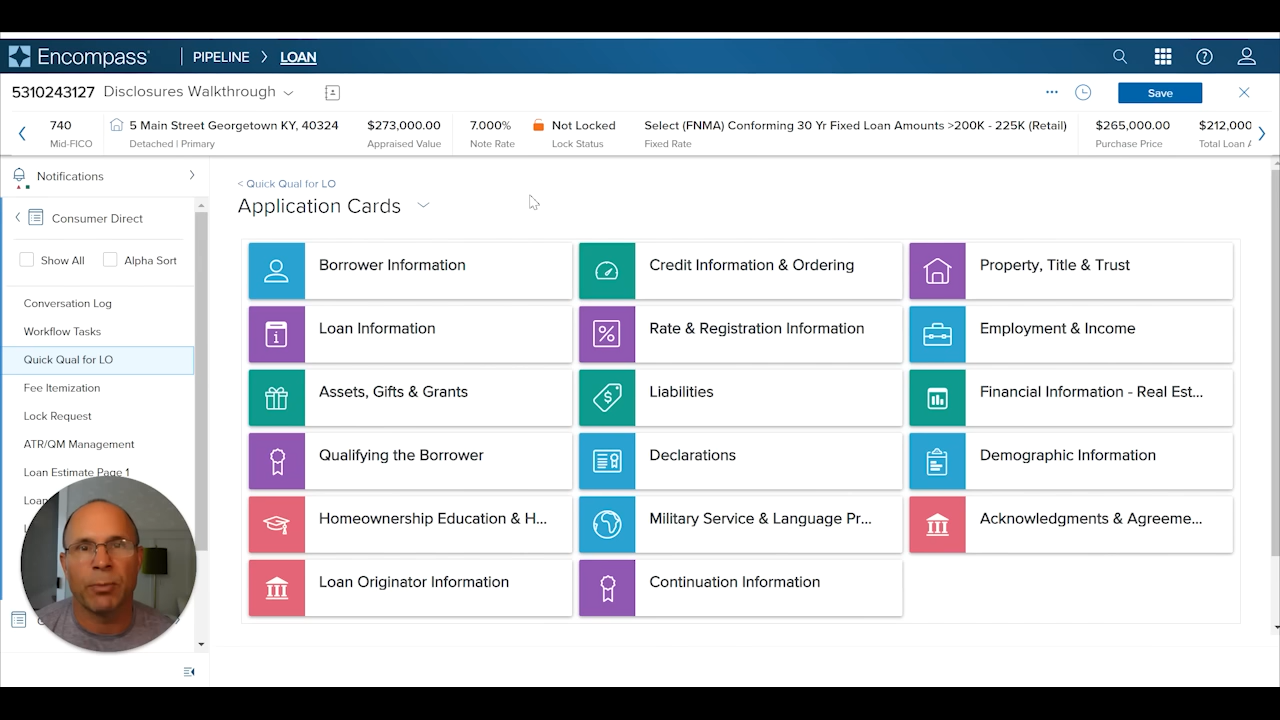 Encompass
PIPELINE > LOAN
5310243127 Disclosures Walkthrough
Save
740
Mid-FICO
5 Main Street Georgetown KY, 40324
Detached | Primary
$273,000.00
Appraised Value
7.000%
Note Rate
Not Locked
Lock Status
Select (FNMA) Conforming 30 Yr Fixed Loan Amounts >200K - 225K (Retail)
Fixed Rate
$265,000.00
Purchase Price
$212,00
Total Loan A
Notifications
Consumer Direct
Show All
Alpha Sort
Conversation Log
Workflow Tasks
Quick Qual for LO
Fee Itemization
Lock Request
ATR/QM Management
Loan Estimate Page 1
< Quick Qual for LO
Application Cards
Borrower Information
Credit Information & Ordering
Property, Title & Trust
Loan Information
Rate & Registration Information
Employment & Income
Assets, Gifts & Grants
Liabilities
Financial Information - Real Est...
Qualifying the Borrower
Declarations
Demographic Information
Homeownership Education & H...
Military Service & Language Pr...
Acknowledgments & Agreeme...
Loan Originator Information
Continuation Information